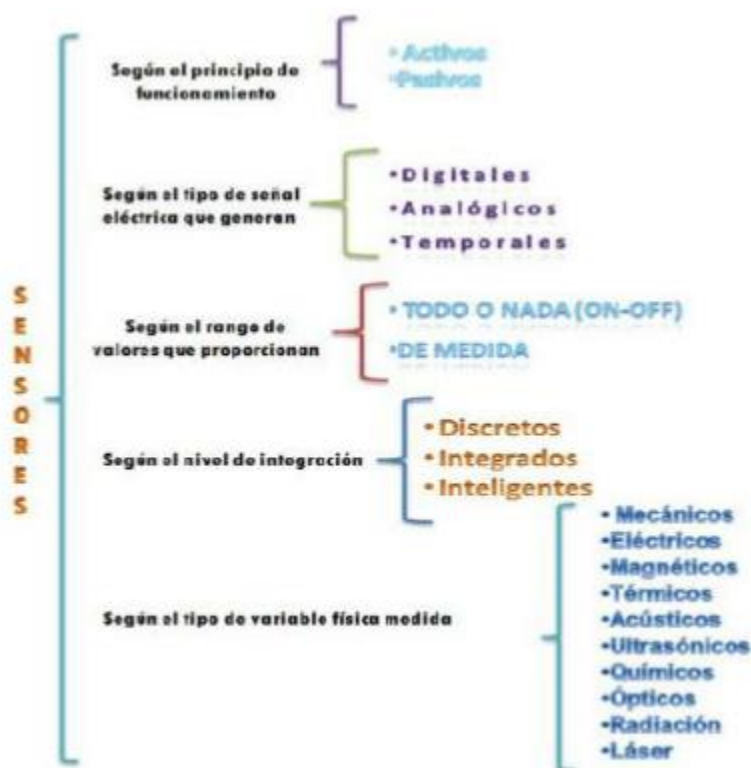 SENSORES
Según el principio de
funcionamiento
• Activos
•Pasivos
Según el tipo de señal
eléctrica que generan
•Digitales
•Analógicos
•Temporales
Según el rango de
valores que proporcionan
• TODO O NADA (ON-OFF)
•DE MEDIDA
Según el nivel de integración
• Discretos
• Integrados
• Inteligentes
Según el tipo de variable física medida
• Mecánicos
•Eléctricos
•Magnéticos
•Térmicos
•Acústicos
•Ultrasónicos
•Químicos
•Ópticos
•Radiación
•Láser